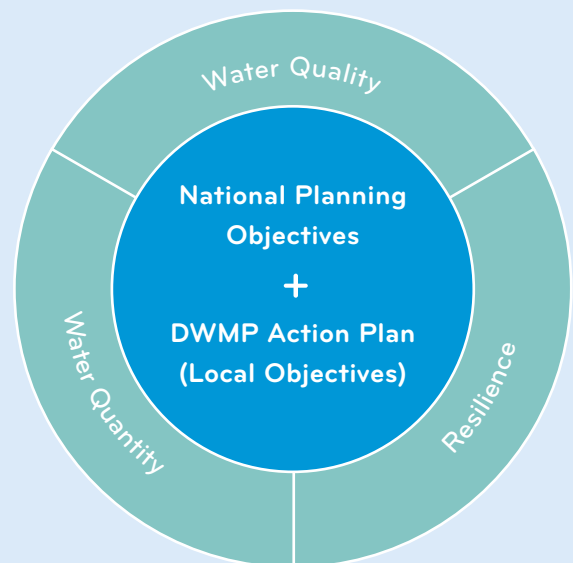 Water Quality
National Planning
Objectives
+
DWMP Action Plan
(Local Objectives)
Water Quantity
Resilience